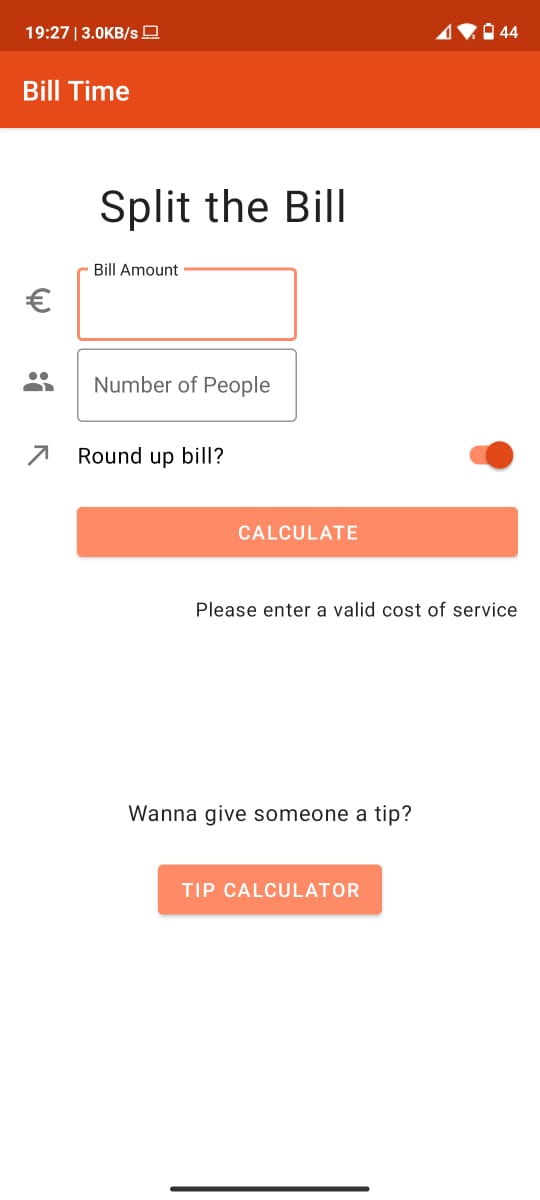 19:27 | 3.0KB/s 44
Bill Time
Split the Bill
Bill Amount
€
Number of People
Round up bill?
CALCULATE
Please enter a valid cost of service
Wanna give someone a tip?
TIP CALCULATOR